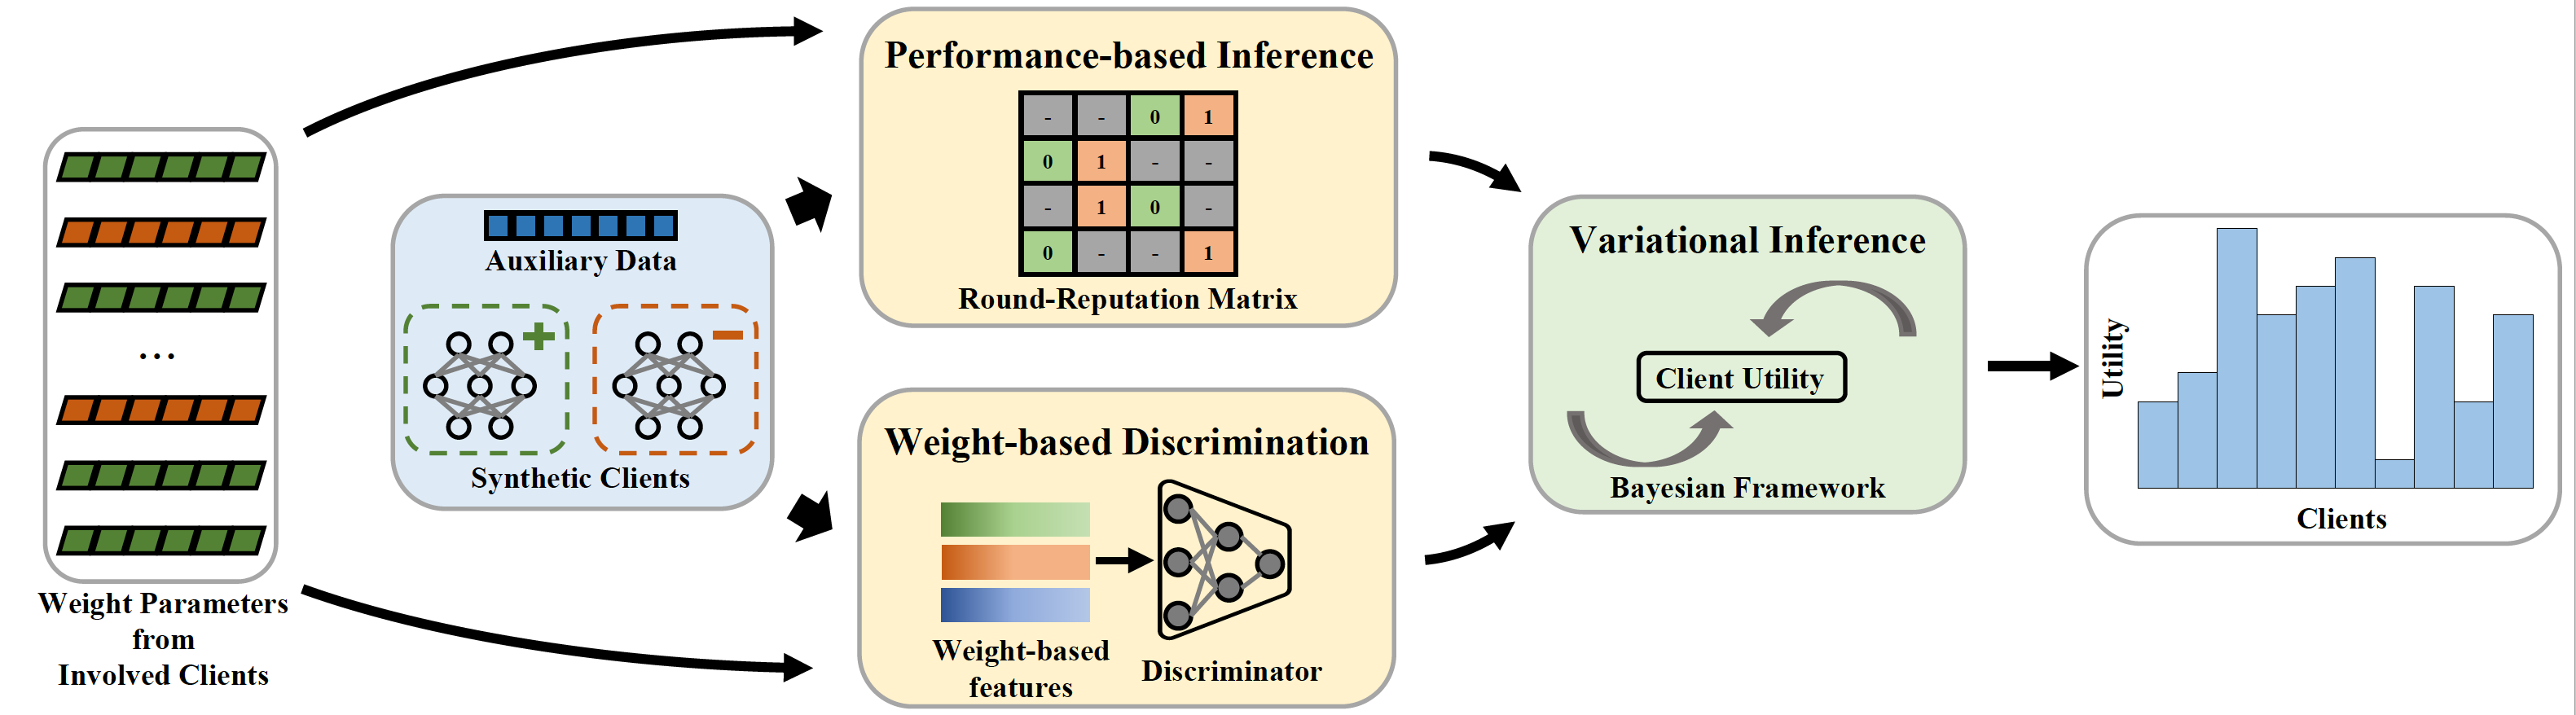 Weight Parameters
from
Involved Clients
...
Auxiliary Data
+
-
Synthetic Clients
Performance-based Inference
- - 0 1
0 1 - -
- 1 0 -
0 - - 1
Round-Reputation Matrix
Weight-based Discrimination
Weight-based
features
Discriminator
Variational Inference
Client Utility
Bayesian Framework
Utility
Clients